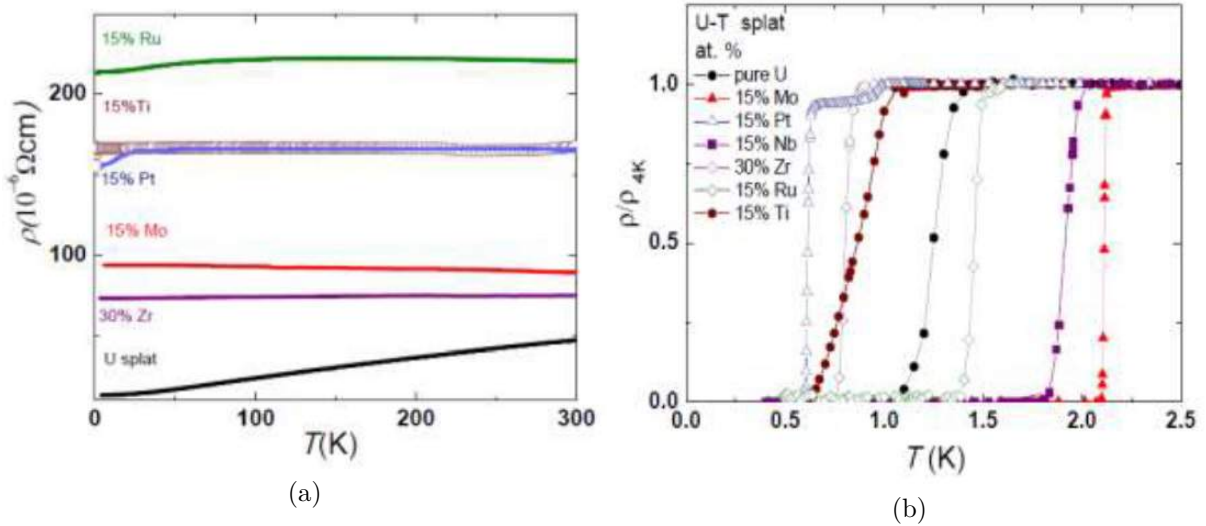 15% Ru
200
15%Ti
15% Pt
15% Mo
100
30% Zr
U splat
0 100 200 300
ρ(10⁻⁶Ωcm)
T(K)
(a)
U-T splat
at. %
pure U
15% Mo
15% Pt
15% Nb
30% Zr
15% Ru
15% Ti
1.0
0.5
0.0
0.0 0.5 1.0 1.5 2.0 2.5
ρ/ρ 4K
T (K)
(b)